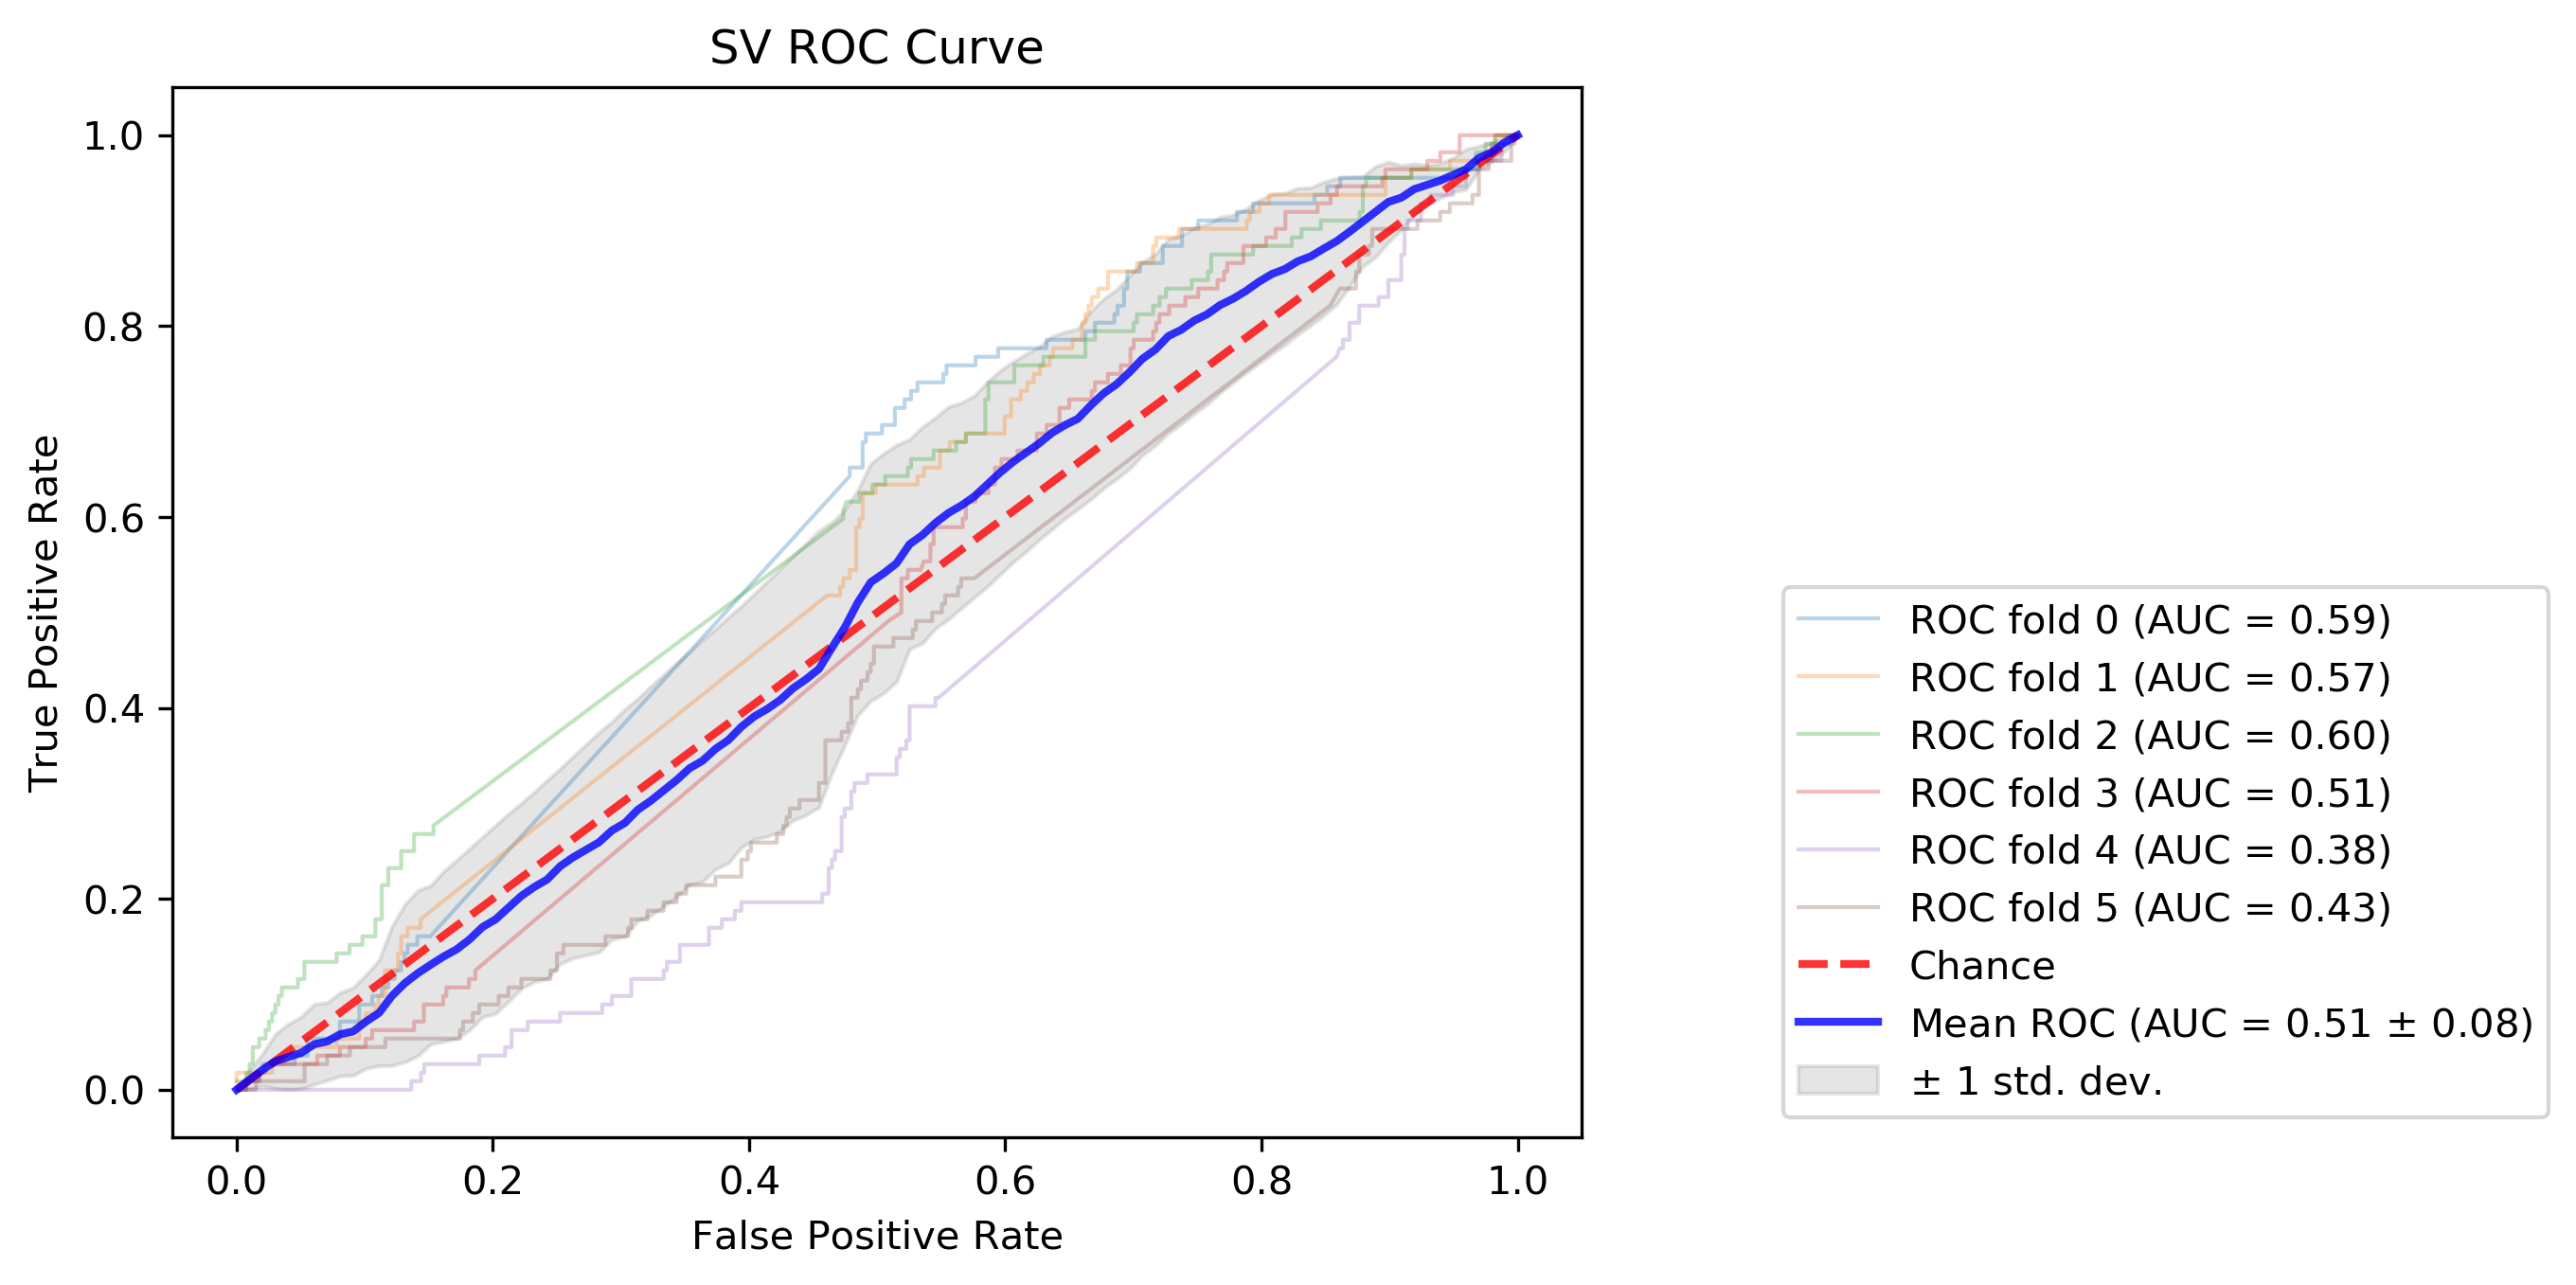 SV ROC Curve
True Positive Rate
1.0
0.8
0.6
0.4
0.2
0.0
0.0 0.2 0.4 0.6 0.8 1.0
False Positive Rate
ROC fold 0 (AUC = 0.59)
ROC fold 1 (AUC = 0.57)
ROC fold 2 (AUC = 0.60)
ROC fold 3 (AUC = 0.51)
ROC fold 4 (AUC = 0.38)
ROC fold 5 (AUC = 0.43)
Chance
Mean ROC (AUC = 0.51 ± 0.08)
± 1 std. dev.